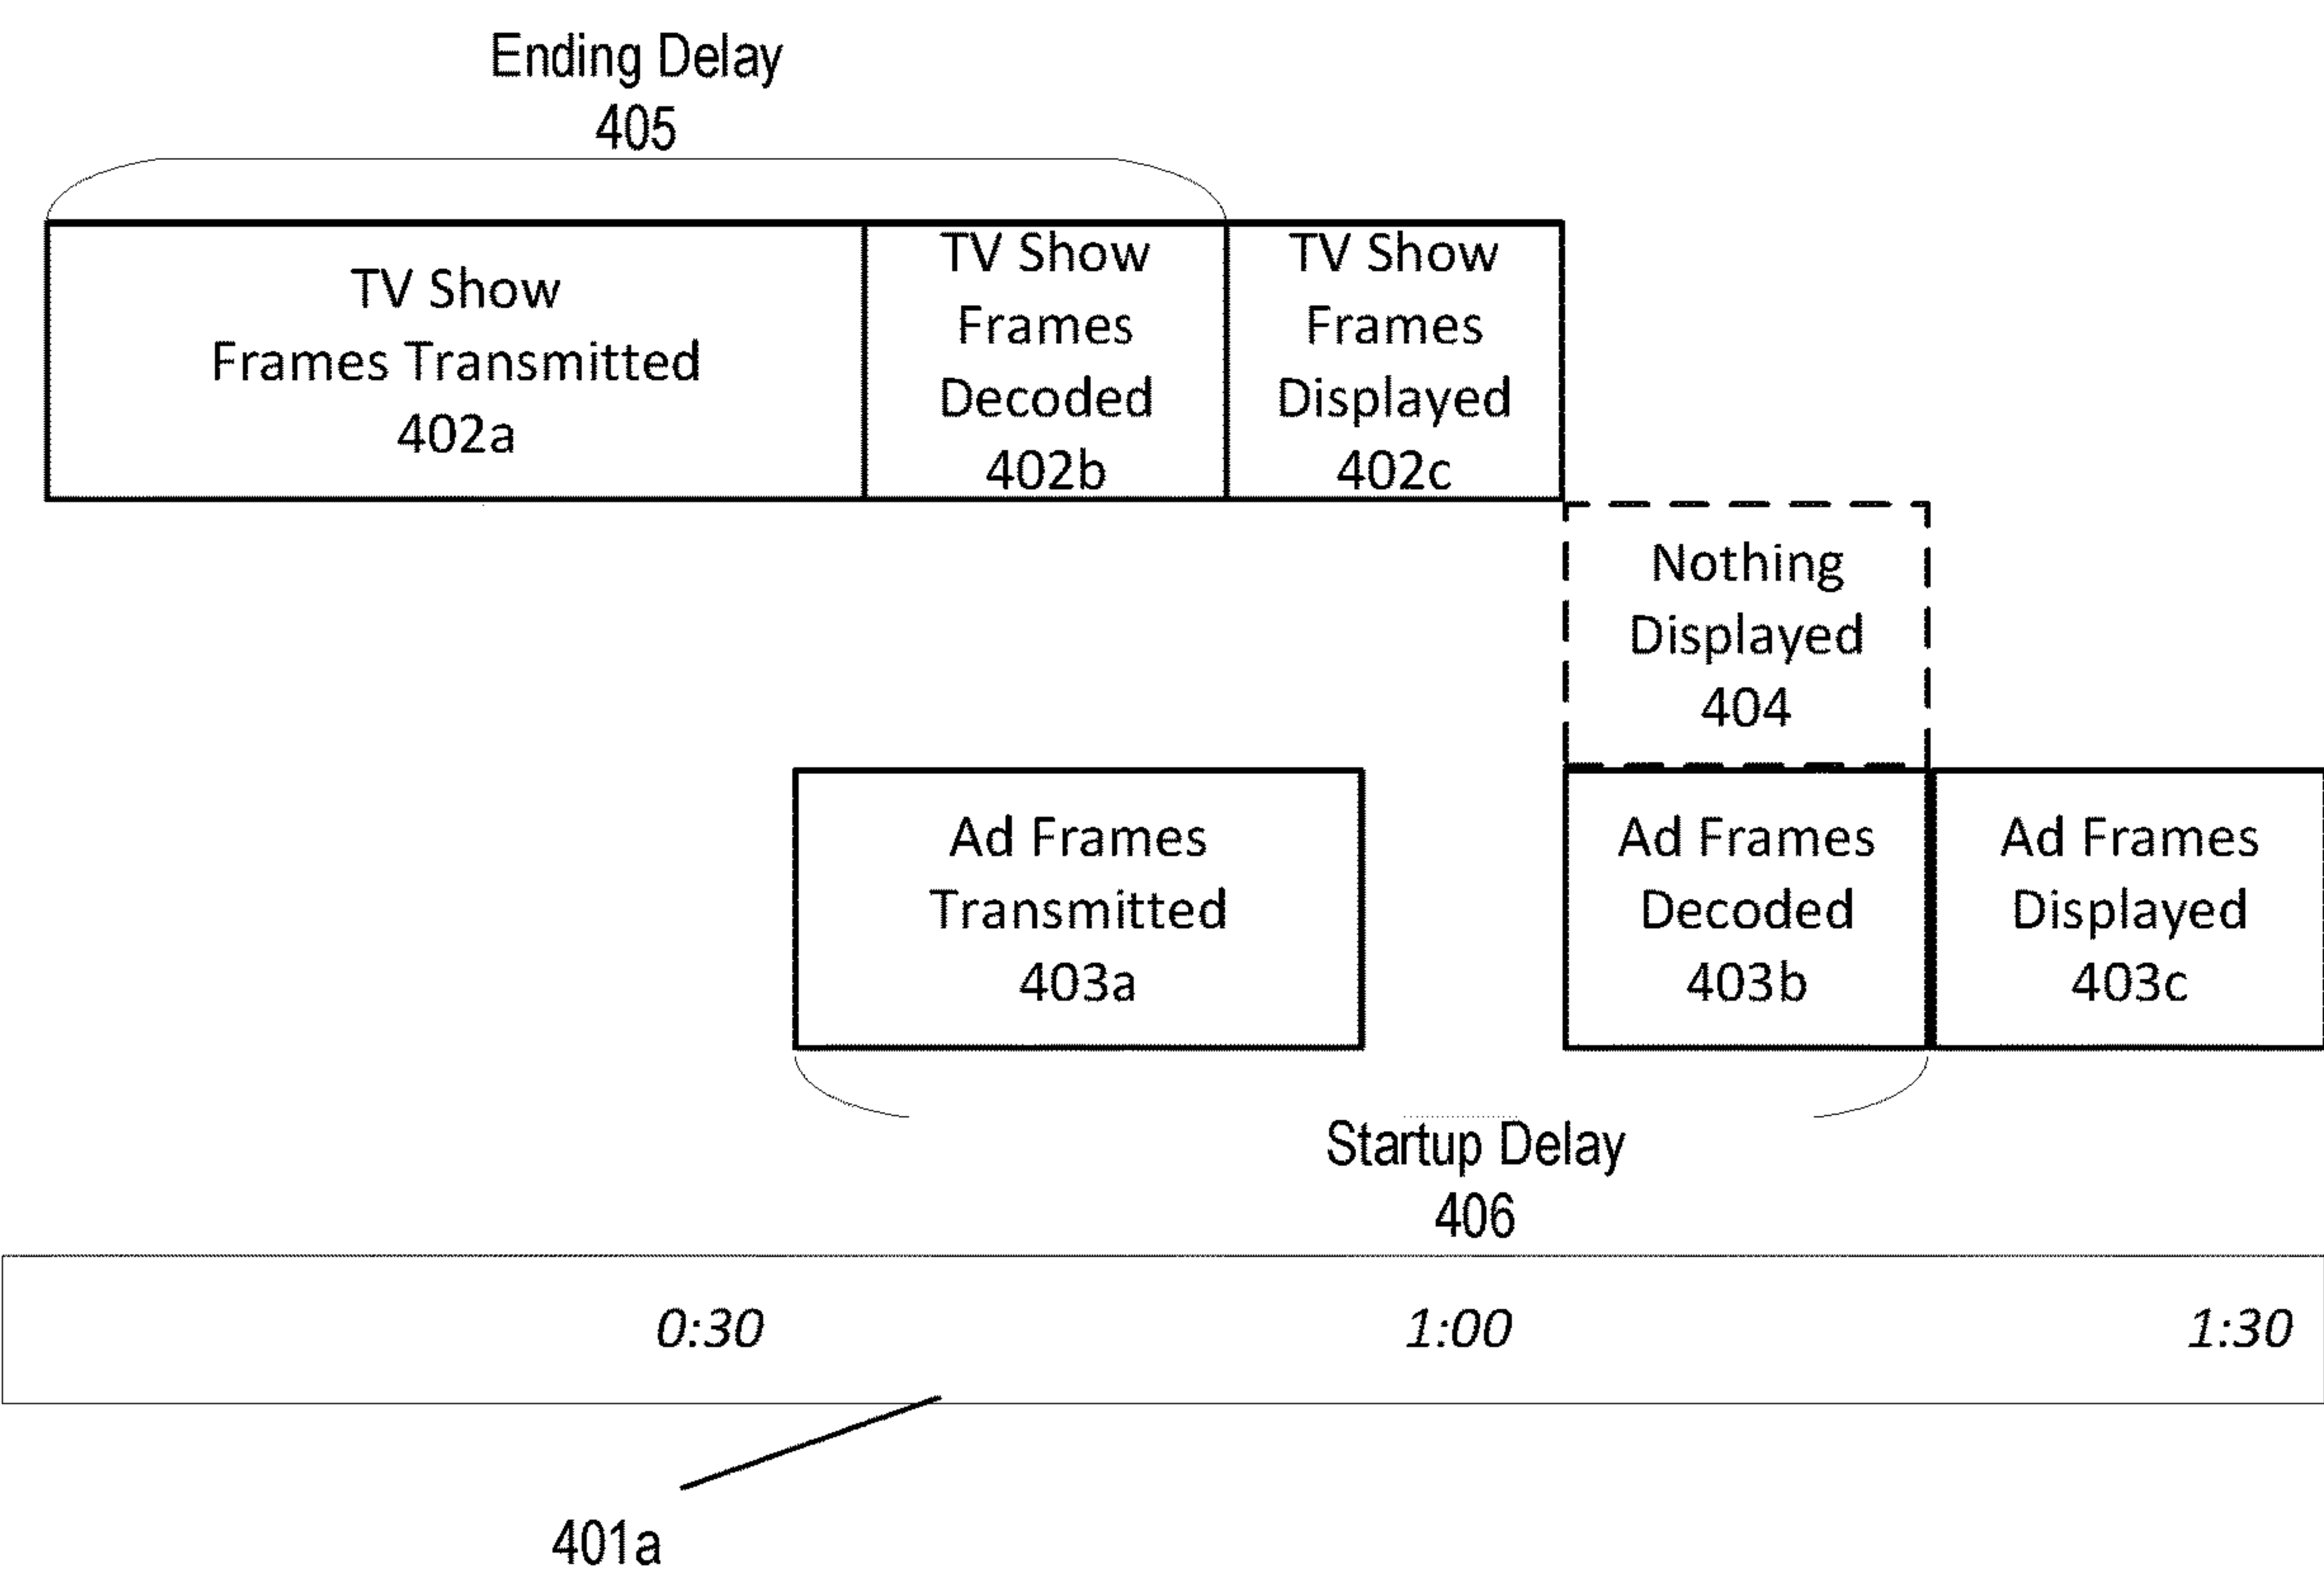 Ending Delay
405
TV Show
Frames Transmitted
402a
TV Show
Frames
Decoded
402b
TV Show
Frames
Displayed
402c
Nothing
Displayed
404
Ad Frames
Transmitted
403a
Ad Frames
Decoded
403b
Ad Frames
Displayed
403c
Startup Delay
406
0:30 1:00 1:30
401a